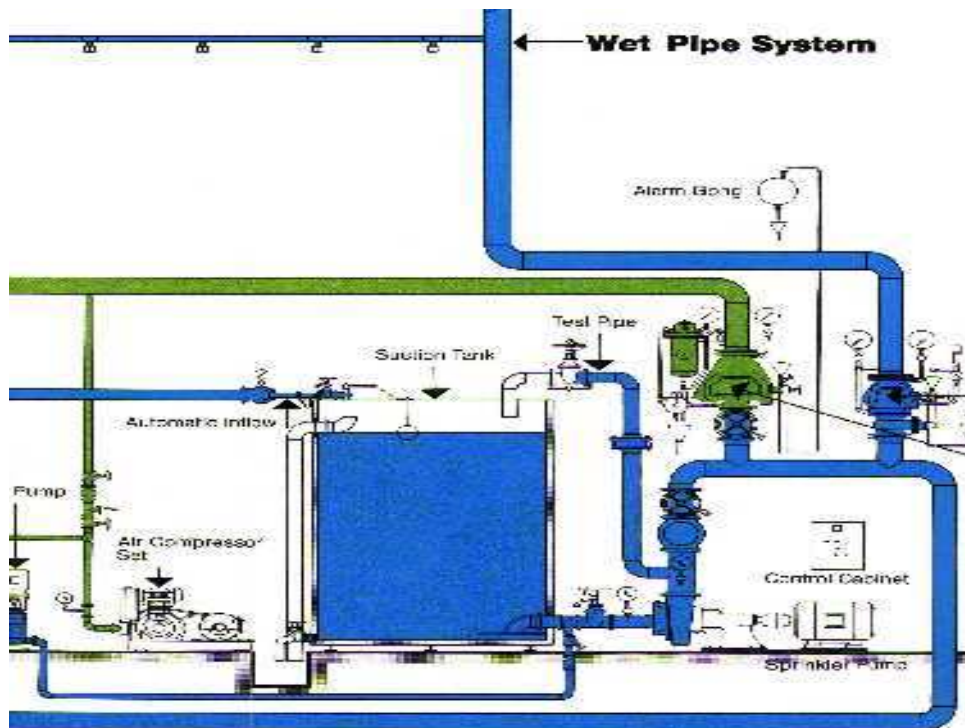 Wet Pipe System
Alarm Gong
Test Pipe
Suction Tank
Automatic Inflow
Pump
Air Compressor
Set
Control Cabinet
Sprinkler Pump